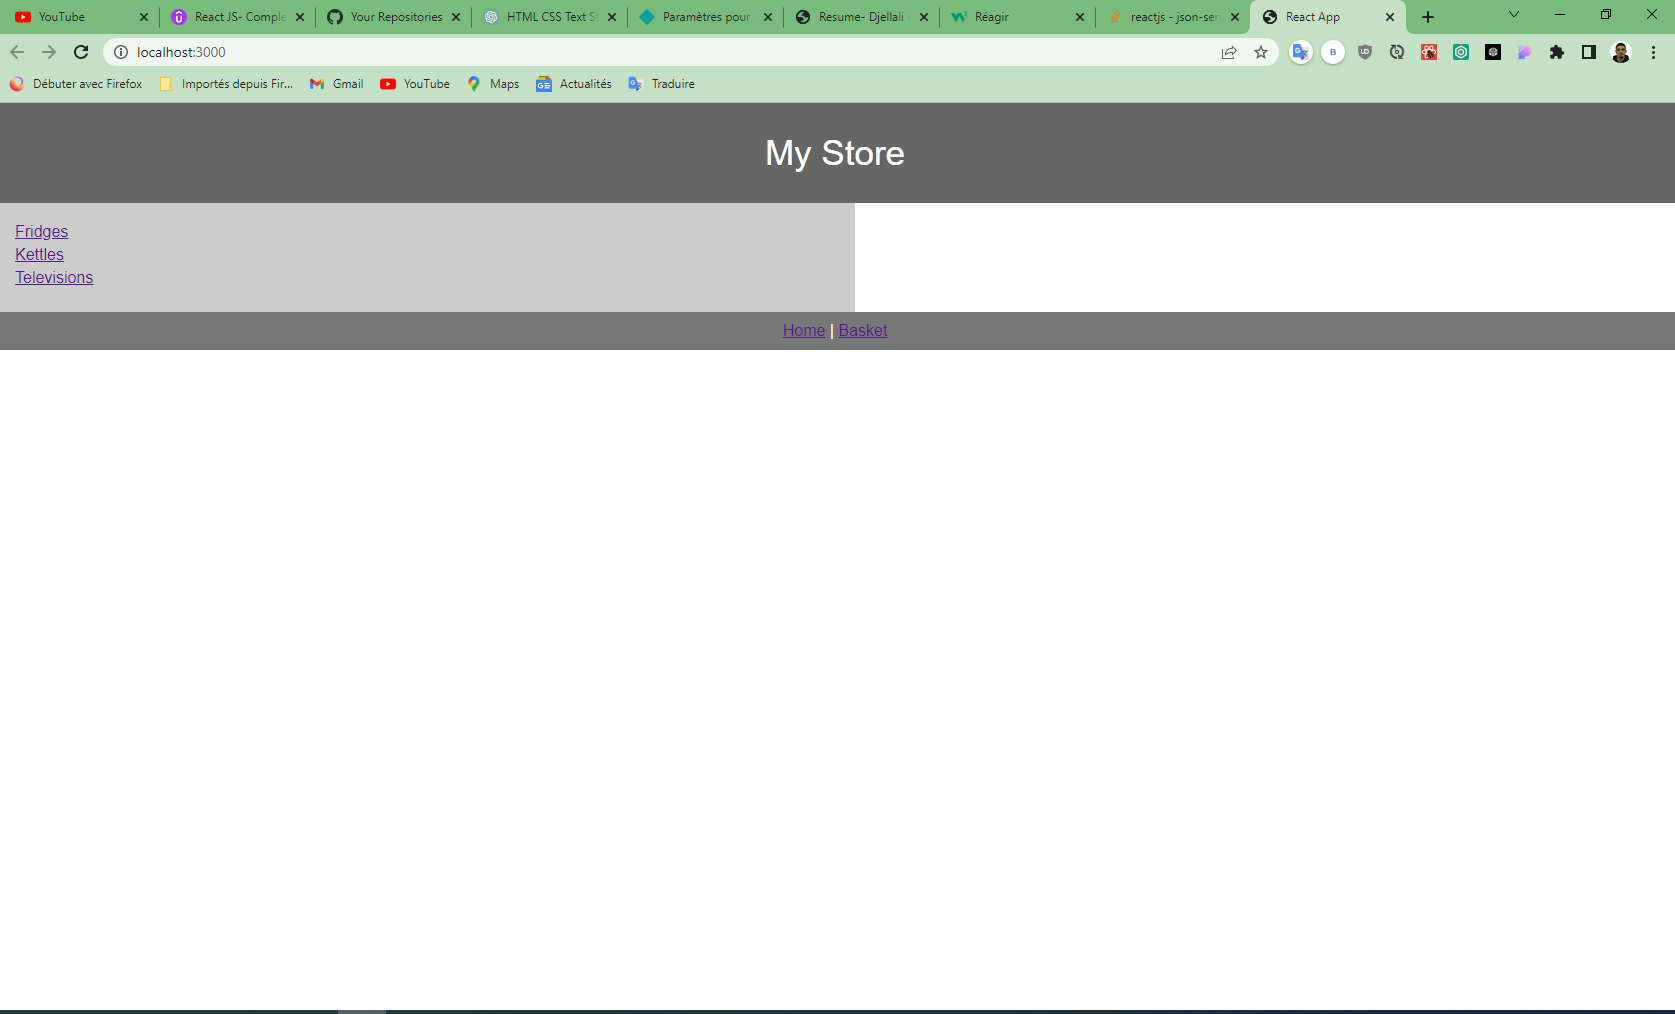 YouTube
React JS- Comple
Your Repositories
HTML CSS Text St
Paramètres pour
Resume- Djellali
Réagir
reactjs - json-ser
React App
localhost:3000
Débuter avec Firefox
Importés depuis Fir...
Gmail
YouTube
Maps
Actualités
Traduire
My Store
Fridges
Kettles
Televisions
Home | Basket